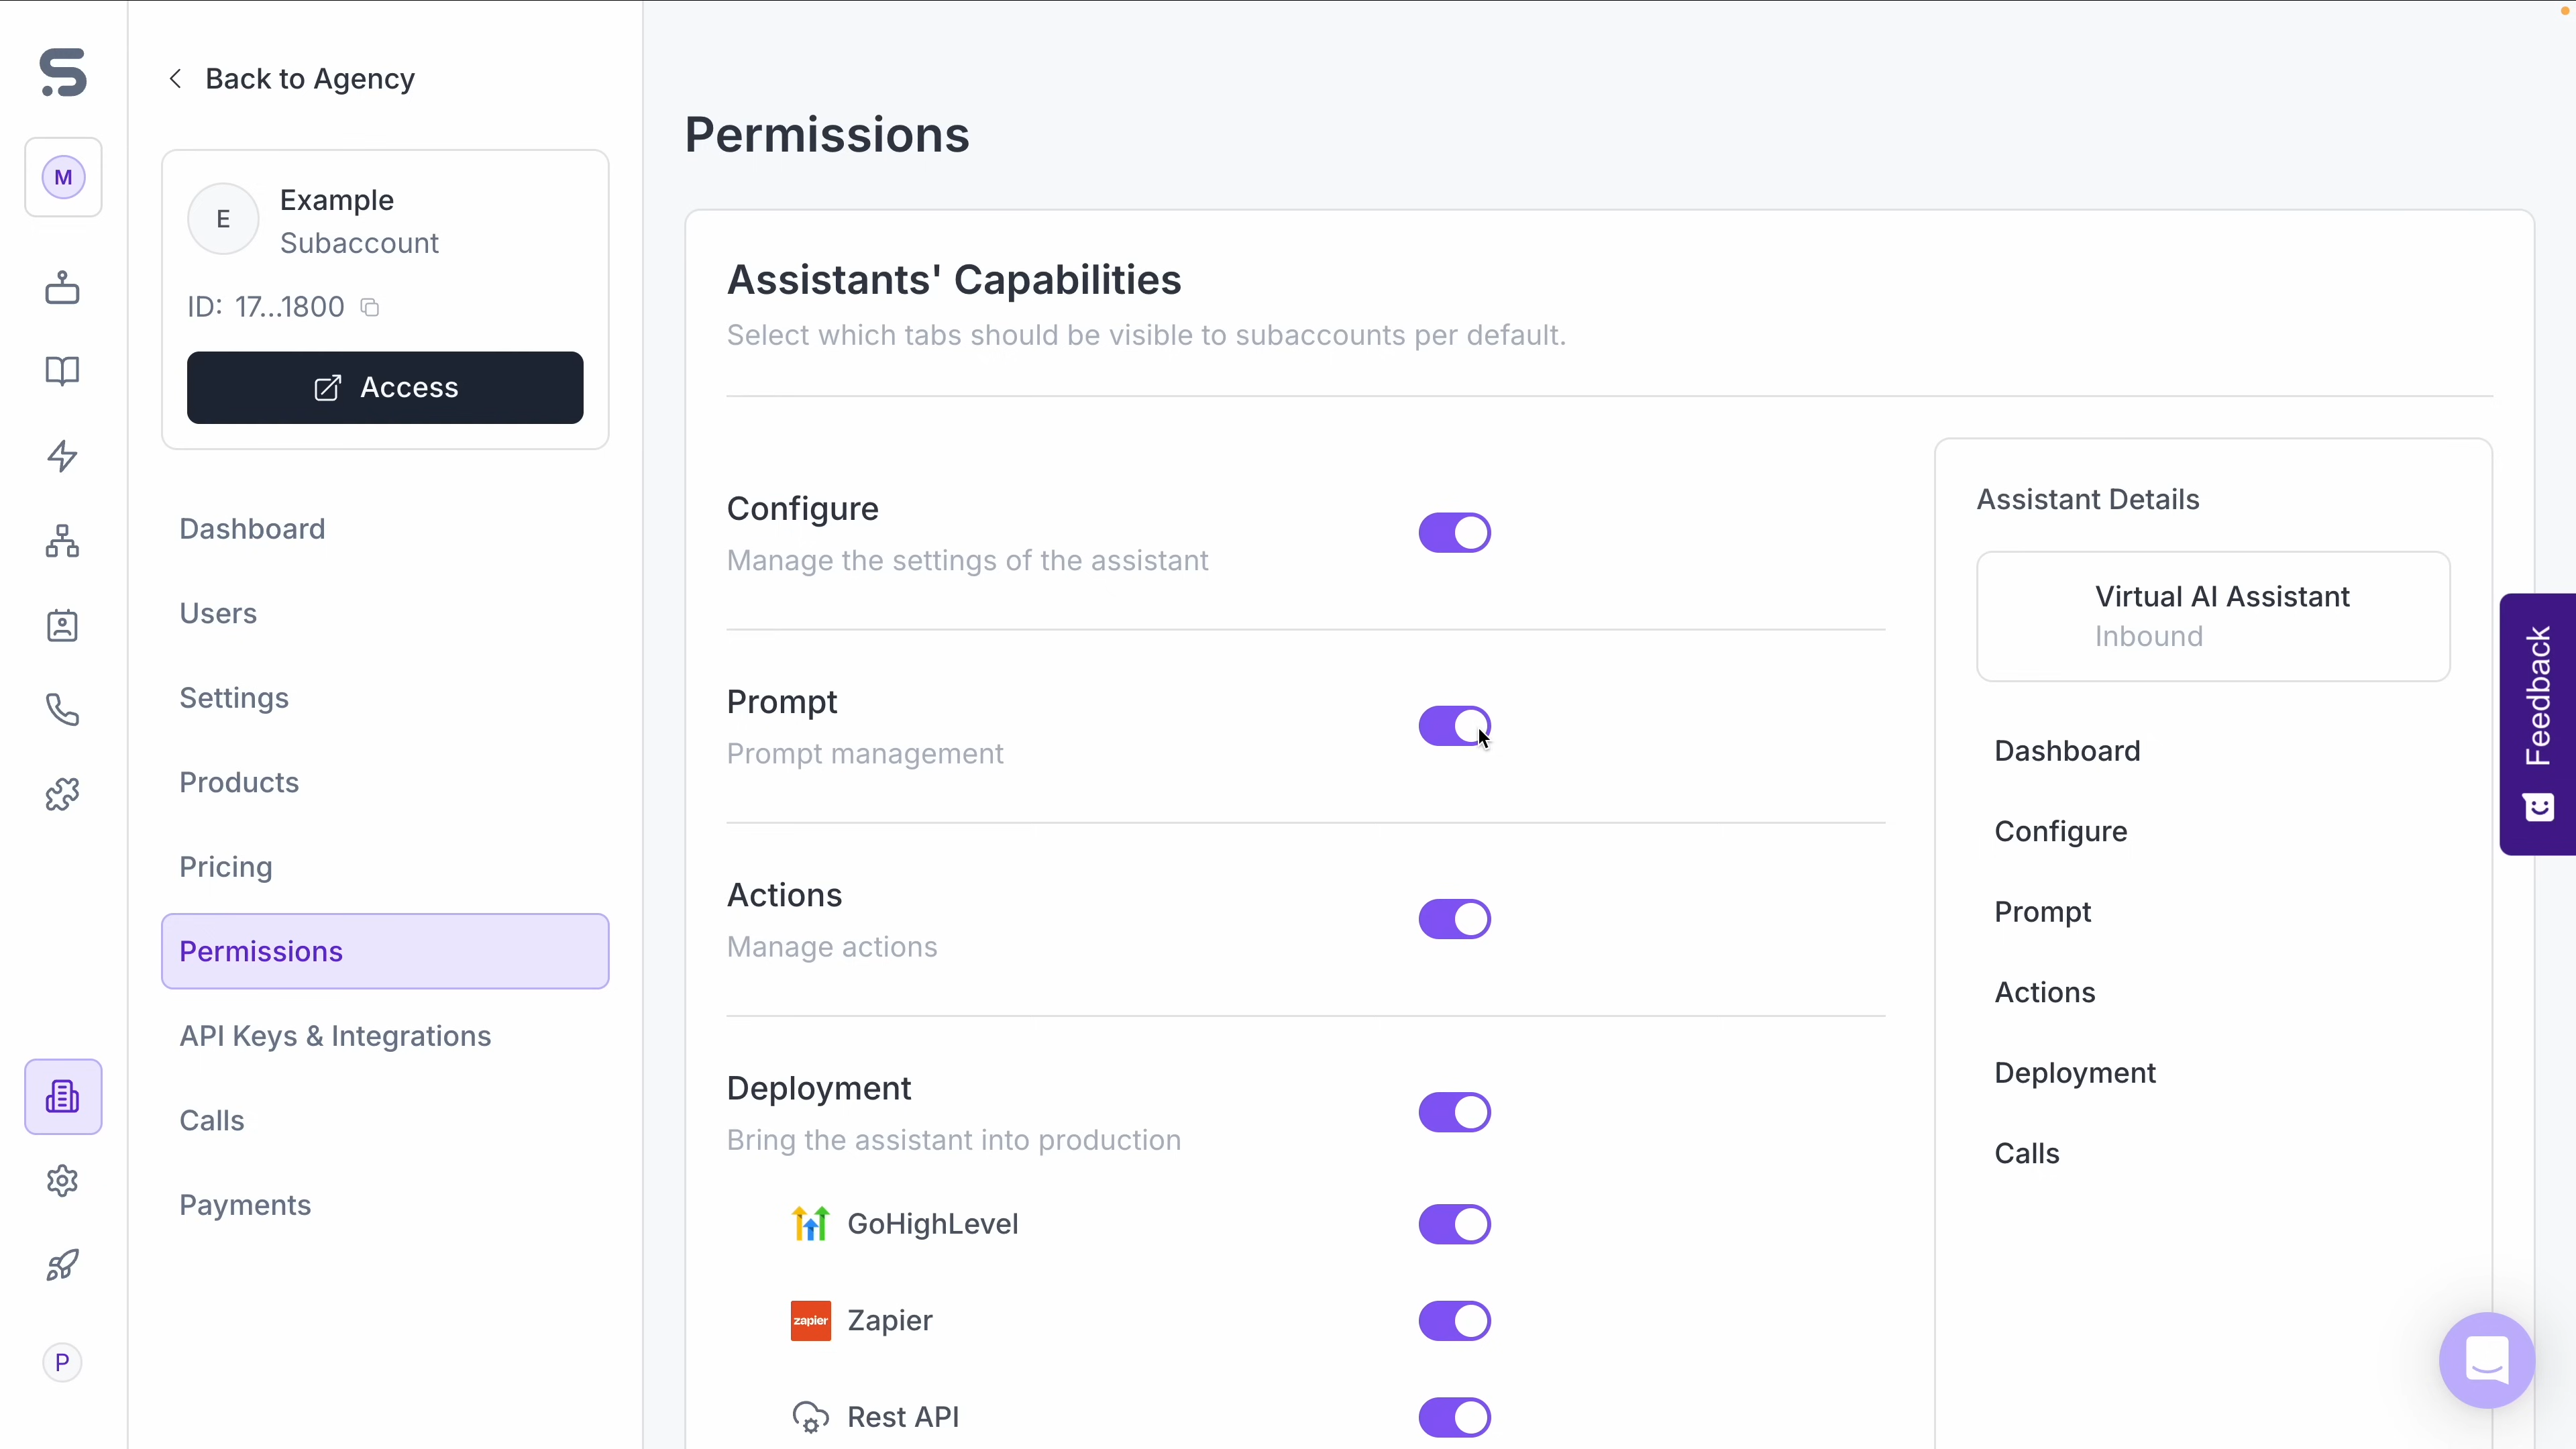 Back to Agency
M
E
Example
Subaccount
ID: 17...1800
Access
Dashboard
Users
Settings
Products
Pricing
Permissions
API Keys & Integrations
Calls
Payments
P
Permissions
Assistants' Capabilities
Select which tabs should be visible to subaccounts per default.
Configure
Manage the settings of the assistant
Prompt
Prompt management
Actions
Manage actions
Deployment
Bring the assistant into production
GoHighLevel
zapier
Zapier
Rest API
Assistant Details
Virtual AI Assistant
Inbound
Dashboard
Configure
Prompt
Actions
Deployment
Calls
Feedback